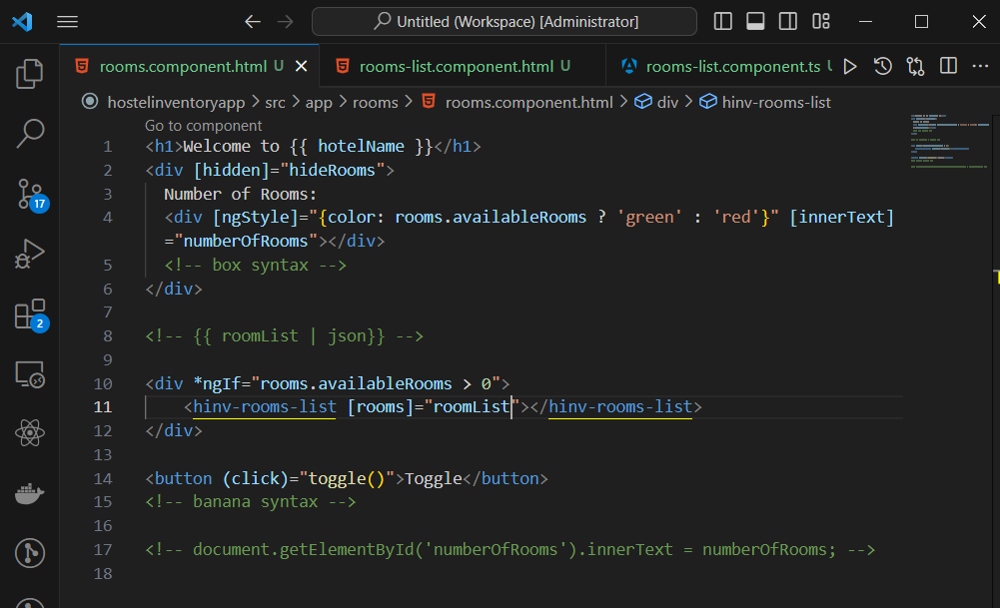 Untitled (Workspace) [Administrator]
rooms.component.html U
rooms-list.component.html U
rooms-list.component.ts U
hostelinventoryapp > src > app > rooms > rooms.component.html > div > hinv-rooms-list
Go to component
1 <h1>Welcome to {{ hotelName }}</h1>
2 <div [hidden]="hideRooms">
3 Number of Rooms:
4 <div [ngStyle]="{color: rooms.availableRooms ? 'green' : 'red'}" [innerText]
="numberOfRooms"></div>
5 <!-- box syntax -->
6 </div>
7
8 <!-- {{ roomList | json}} -->
9
10 <div *ngIf="rooms.availableRooms > 0">
11 <hinv-rooms-list [rooms]="roomList"></hinv-rooms-list>
12 </div>
13
14 <button (click)="toggle()">Toggle</button>
15 <!-- banana syntax -->
16
17 <!-- document.getElementById('numberOfRooms').innerText = numberOfRooms; -->
18
17
2